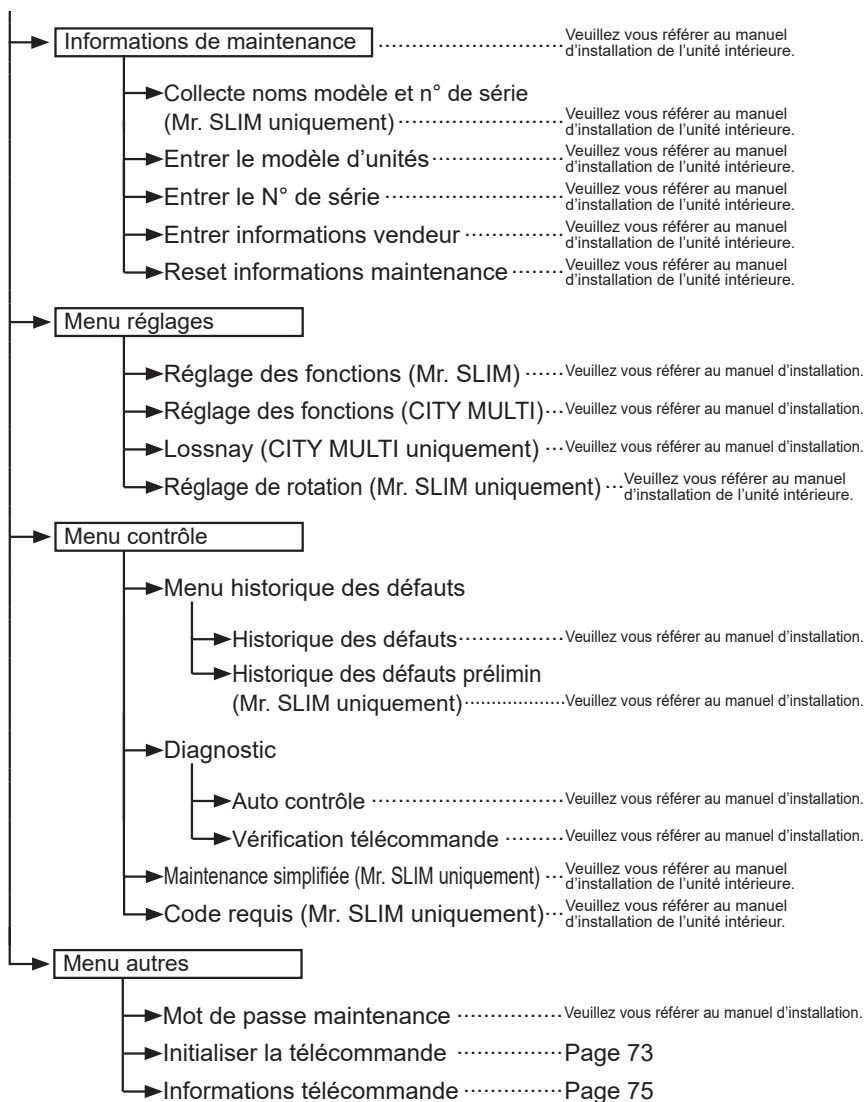 Informations de maintenance ............................ Veuillez vous référer au manuel
d'installation de l'unité intérieure.
Collecte noms modèle et n° de série
(Mr. SLIM uniquement) ......................... Veuillez vous référer au manuel
d'installation de l'unité intérieure.
Entrer le modèle d'unités .................... Veuillez vous référer au manuel
d'installation de l'unité intérieure.
Entrer le N° de série ........................... Veuillez vous référer au manuel
d'installation de l'unité intérieure.
Entrer informations vendeur ............... Veuillez vous référer au manuel
d'installation de l'unité intérieure.
Reset informations maintenance ........ Veuillez vous référer au manuel
d'installation de l'unité intérieure.
Menu réglages
Réglage des fonctions (Mr. SLIM) ...... Veuillez vous référer au manuel d'installation.
Réglage des fonctions (CITY MULTI) ... Veuillez vous référer au manuel d'installation.
Lossnay (CITY MULTI uniquement) ... Veuillez vous référer au manuel d'installation.
Réglage de rotation (Mr. SLIM uniquement) ... Veuillez vous référer au manuel
d'installation de l'unité intérieure.
Menu contrôle
Menu historique des défauts
Historique des défauts ................ Veuillez vous référer au manuel d'installation.
Historique des défauts prélimin
(Mr. SLIM uniquement) .................... Veuillez vous référer au manuel d'installation.
Diagnostic
Auto contrôle ............................. Veuillez vous référer au manuel d'installation.
Vérification télécommande ......... Veuillez vous référer au manuel d'installation.
Maintenance simplifiée (Mr. SLIM uniquement) ... Veuillez vous référer au manuel
d'installation de l'unité intérieure.
Code requis (Mr. SLIM uniquement) ... Veuillez vous référer au manuel
d'installation de l'unité intérieur.
Menu autres
Mot de passe maintenance ................ Veuillez vous référer au manuel d'installation.
Initialiser la télécommande ................ Page 73
Informations télécommande ............... Page 75